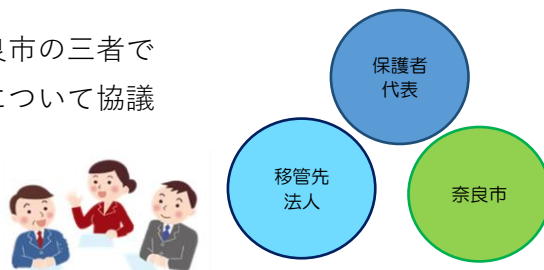 良市の三者で
について協議
保護者
代表
移管先
法人
奈良市